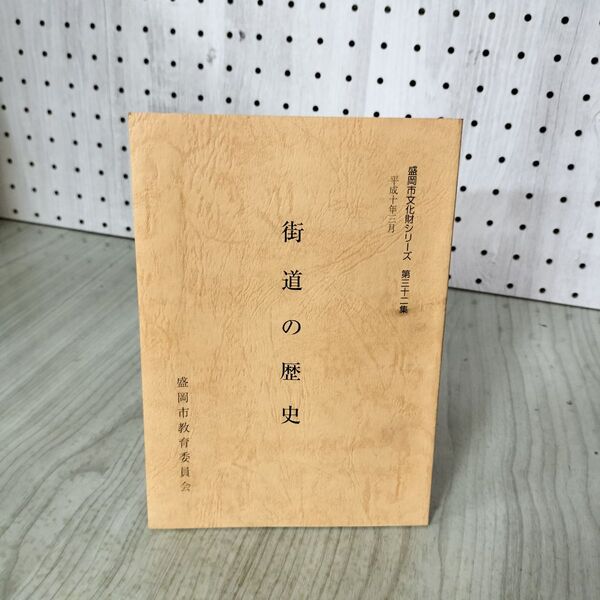 盛岡市文化財シリーズ 第三十二集
平成十年三月
街道の歴史
盛岡市教育委員会